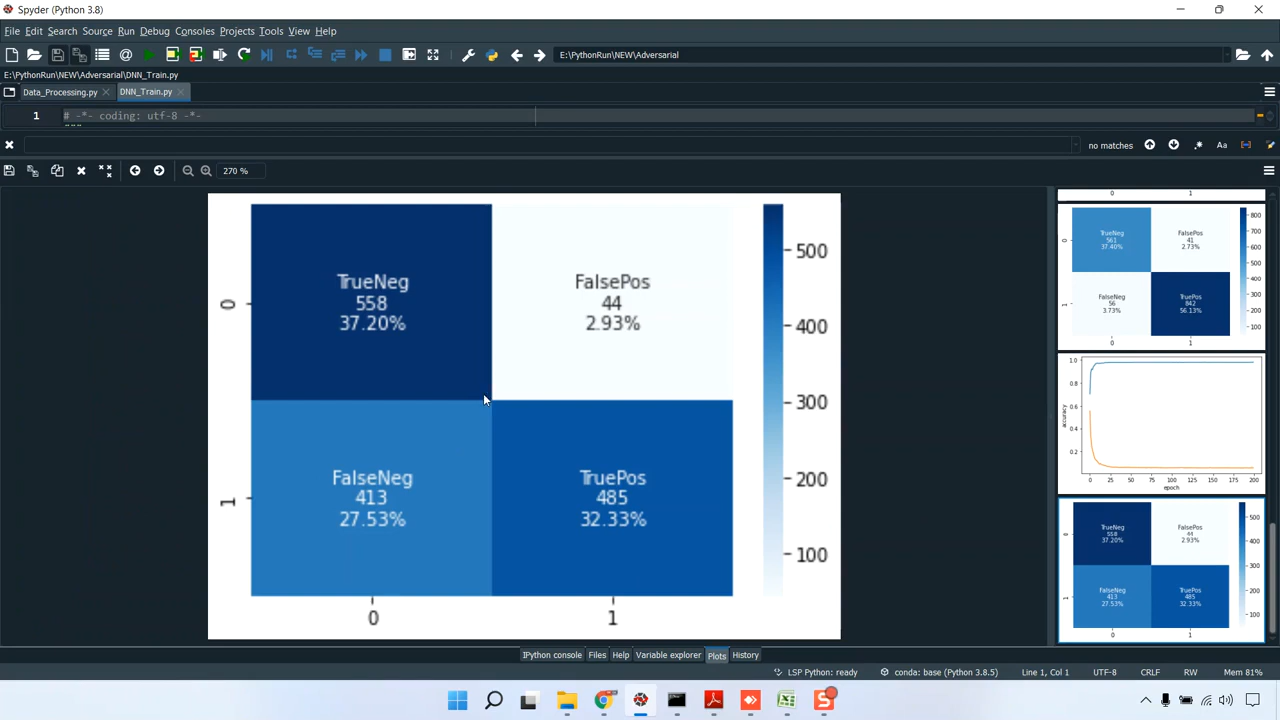 Spyder (Python 3.8)
File Edit Search Source Run Debug Consoles Projects Tools View Help
E:\PythonRun\NEW\Adversarial
E:\PythonRun\NEW\Adversarial\DNN_Train.py
Data_Processing.py DNN_Train.py
1 # -*- coding: utf-8 -*-
no matches Aa
270 %
TrueNeg
558
37.20%
FalsePos
44
2.93%
FalseNeg
413
27.53%
TruePos
485
32.33%
0
1
0 1
500
400
300
200
100
0 1
TrueNeg
561
37.40%
FalsePos
41
2.73%
FalseNeg
56
3.73%
TruePos
842
56.13%
0
1
0 1
800
700
600
500
400
300
200
100
1.0
0.8
0.6
0.4
0.2
accuracy
0 25 50 75 100 125 150 175 200
epoch
TrueNeg
558
37.20%
FalsePos
44
2.93%
FalseNeg
413
27.53%
TruePos
485
32.33%
0
1
0 1
500
400
300
200
100
IPython console Files Help Variable explorer Plots History
LSP Python: ready conda: base (Python 3.8.5) Line 1, Col 1 UTF-8 CRLF RW Mem 81%